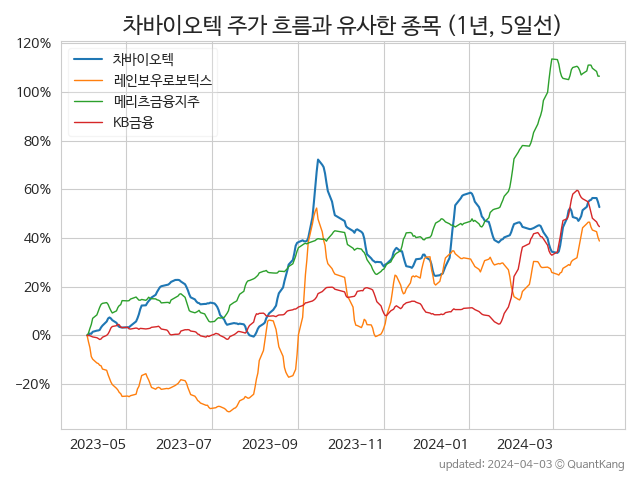 차바이오텍 주가 흐름과 유사한 종목 (1년, 5일선)
120%
100%
80%
60%
40%
20%
0%
−20%
차바이오텍
레인보우로보틱스
메리츠금융지주
KB금융
2023-05 2023-07 2023-09 2023-11 2024-01 2024-03
updated: 2024-04-03 © QuantKang